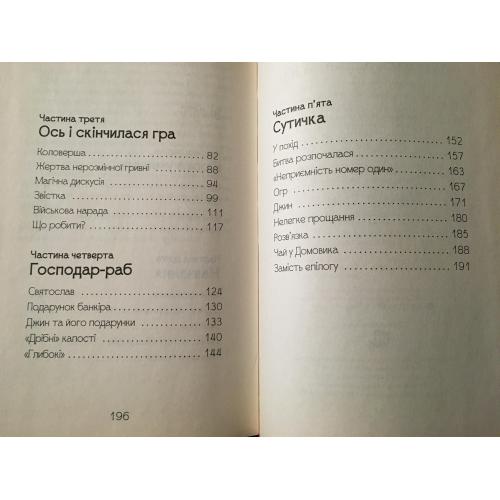 Частина третя
Ось і скінчилася гра
Коловерша 82
Жертва нерозмінної гривні 88
Магічна дискусія 94
Звістка 99
Військова нарада 111
Що робити? 117
Частина четверта
Господар-раб
Святослав 124
Подарунок банкіра 130
Джин та його подарунки 133
«Дрібні» капості 140
«Глибокі» 144
196
Частина п'ята
Сутичка
У похід 152
Битва розпочалася 157
«Неприємність номер один» 163
Огр 167
Джин 171
Нелегке прощання 180
Розв'язка 185
Чай у Домовика 188
Замість епілогу 191